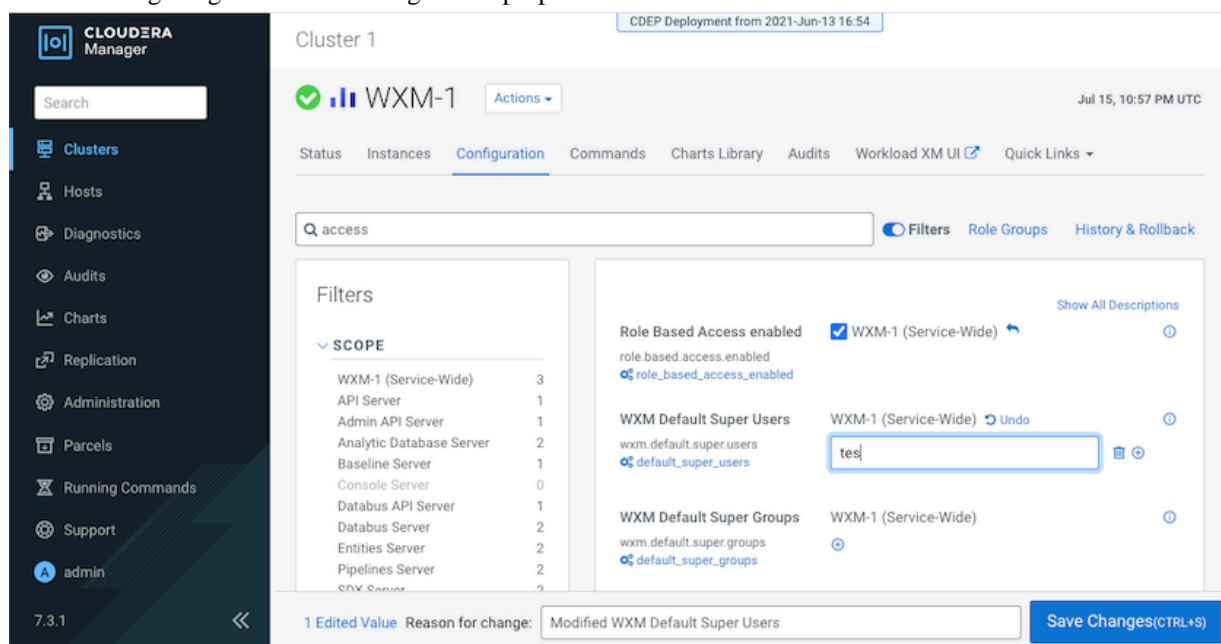 CLOUDERA
Manager
CDEP Deployment from 2021-Jun-13 16:54
Cluster 1
Search
WXM-1
Actions
Jul 15, 10:57 PM UTC
Clusters
Hosts
Diagnostics
Audits
Charts
Replication
Administration
Parcels
Running Commands
Support
A admin
7.3.1
Status Instances Configuration Commands Charts Library Audits Workload XM UI Quick Links
access
Filters Role Groups History & Rollback
Filters
SCOPE
WXM-1 (Service-Wide) 3
API Server 1
Admin API Server 1
Analytic Database Server 2
Baseline Server 1
Console Server 0
Databus API Server 1
Databus Server 2
Entities Server 2
Pipelines Server 2
SDX Server 2
Show All Descriptions
Role Based Access enabled WXM-1 (Service-Wide)
role.based.access.enabled
role_based_access_enabled
WXM Default Super Users WXM-1 (Service-Wide) Undo
wxm.default.super.users
default_super_users
tes
WXM Default Super Groups WXM-1 (Service-Wide)
wxm.default.super.groups
default_super_groups
1 Edited Value Reason for change: Modified WXM Default Super Users
Save Changes(CTRL+S)